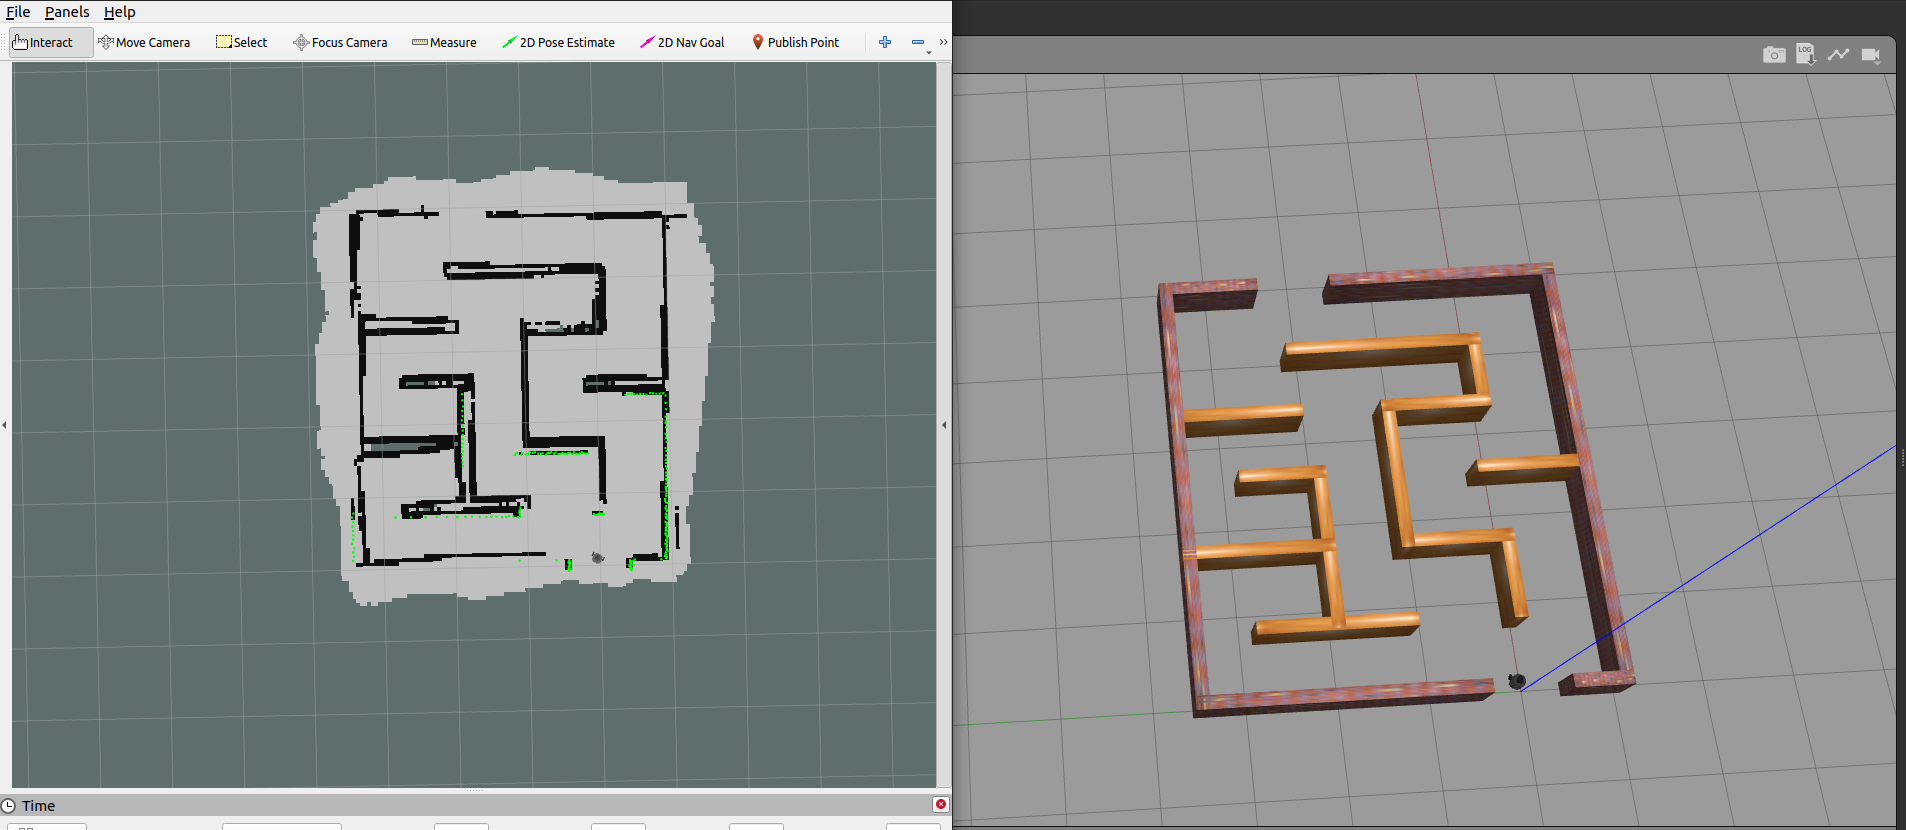 File Panels Help
Interact Move Camera Select Focus Camera Measure 2D Pose Estimate 2D Nav Goal Publish Point »
LOG
Time